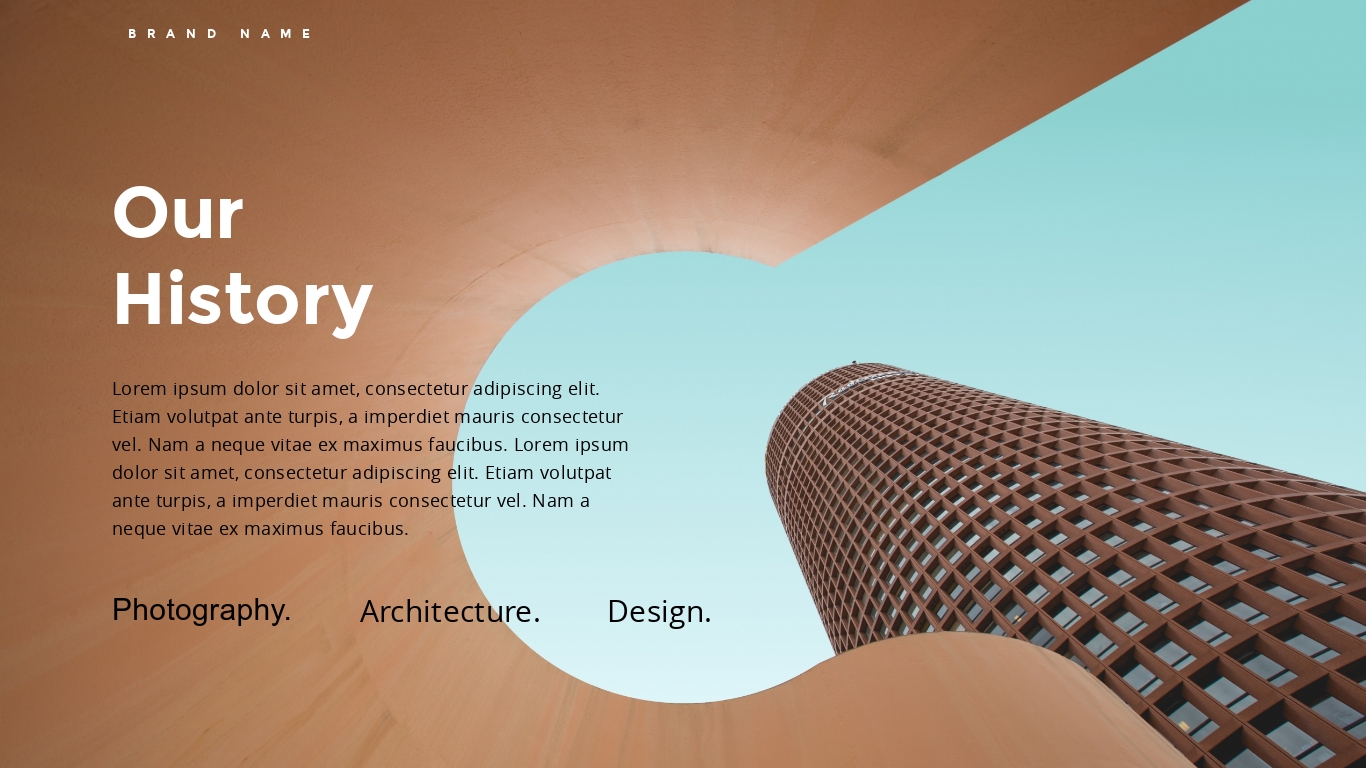 BRAND NAME
Our
History
Lorem ipsum dolor sit amet, consectetur adipiscing elit.
Etiam volutpat ante turpis, a imperdiet mauris consectetur
vel. Nam a neque vitae ex maximus faucibus. Lorem ipsum
dolor sit amet, consectetur adipiscing elit. Etiam volutpat
ante turpis, a imperdiet mauris consectetur vel. Nam a
neque vitae ex maximus faucibus.
Photography. Architecture. Design.